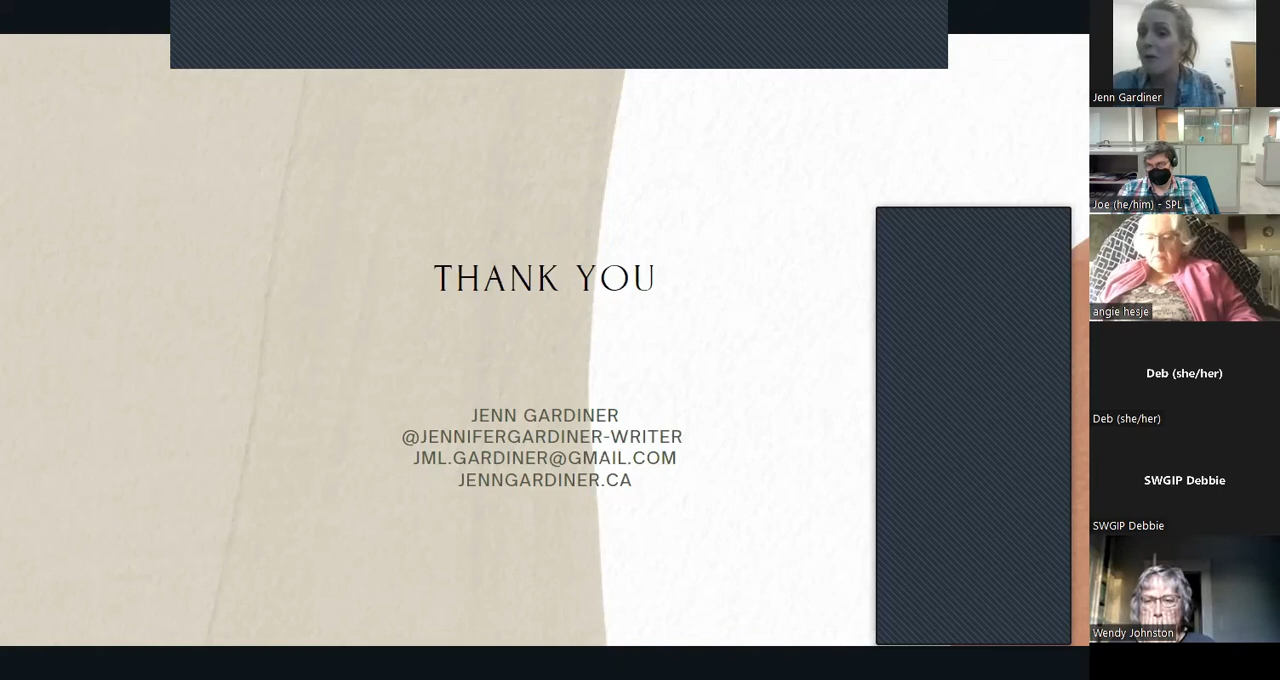 THANK YOU
JENN GARDINER
@JENNIFERGARDINER-WRITER
JML.GARDINER@GMAIL.COM
JENNGARDINER.CA
Jenn Gardiner
Joe (he/him) - SPL
angie hesje
Deb (she/her)
Deb (she/her)
SWGIP Debbie
SWGIP Debbie
Wendy Johnston